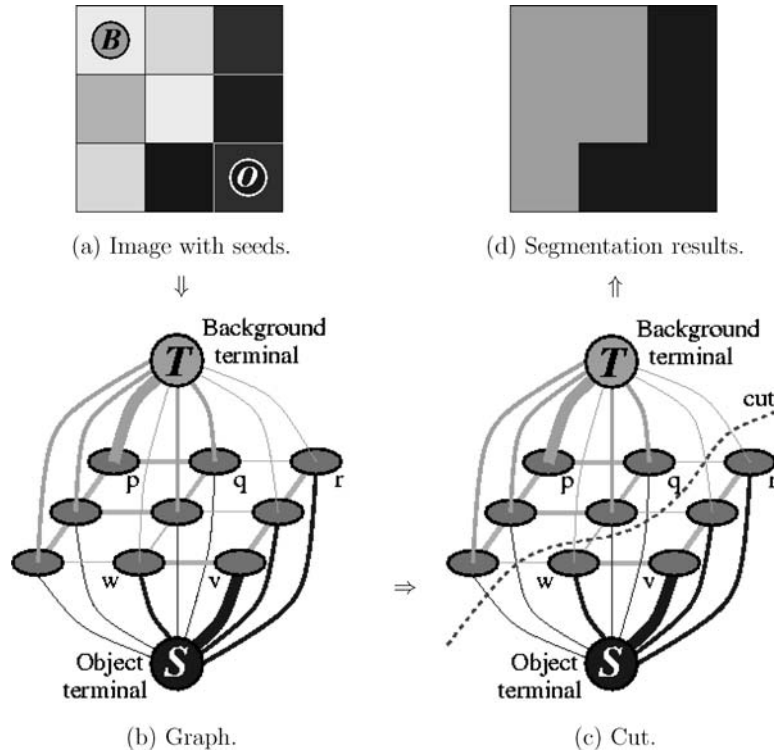 B
O
(a) Image with seeds.
(d) Segmentation results.
⇓
⇑
Background
terminal
T
p
q
r
w
v
S
Object
terminal
(b) Graph.
⇒
Background
terminal
T
cut
p
q
r
w
v
S
Object
terminal
(c) Cut.